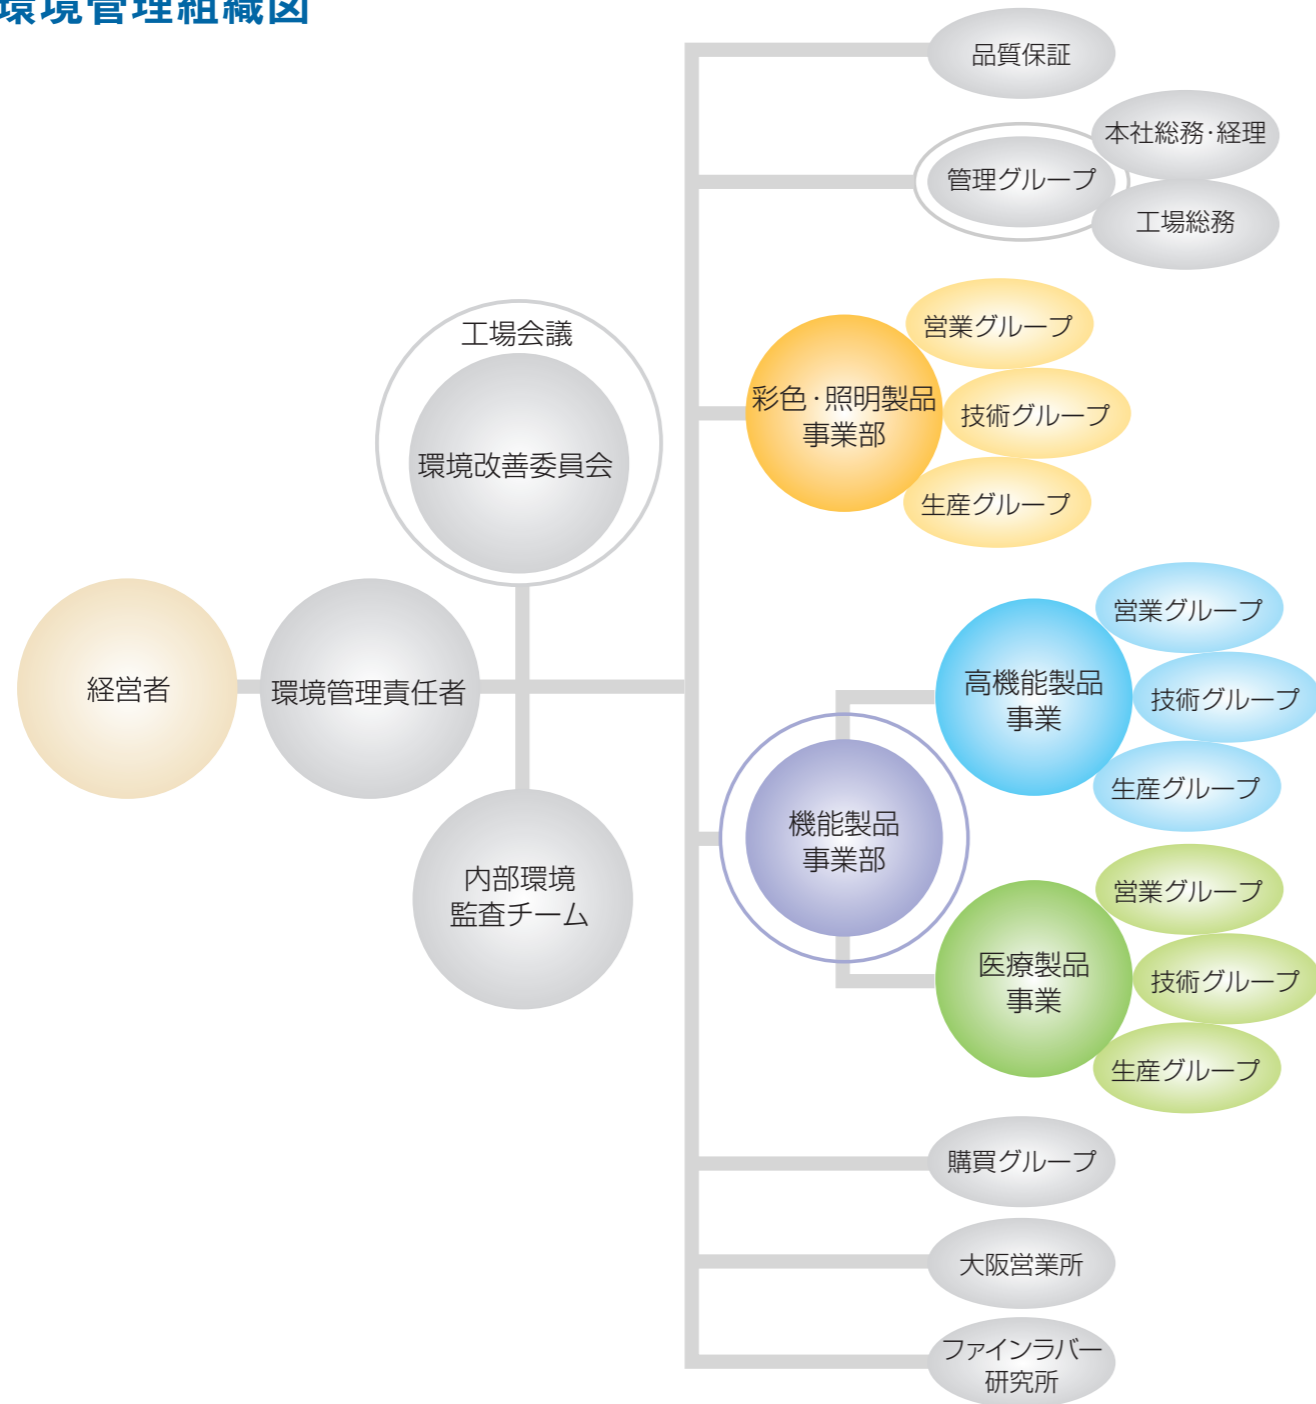 環境管理組織図
品質保証
本社総務･経理
管理グループ
工場総務
営業グループ
彩色･照明製品
事業部
技術グループ
生産グループ
工場会議
環境改善委員会
経営者
環境管理責任者
内部環境
監査チーム
営業グループ
高機能製品
事業
技術グループ
生産グループ
機能製品
事業部
営業グループ
医療製品
事業
技術グループ
生産グループ
購買グループ
大阪営業所
ファインラバー
研究所